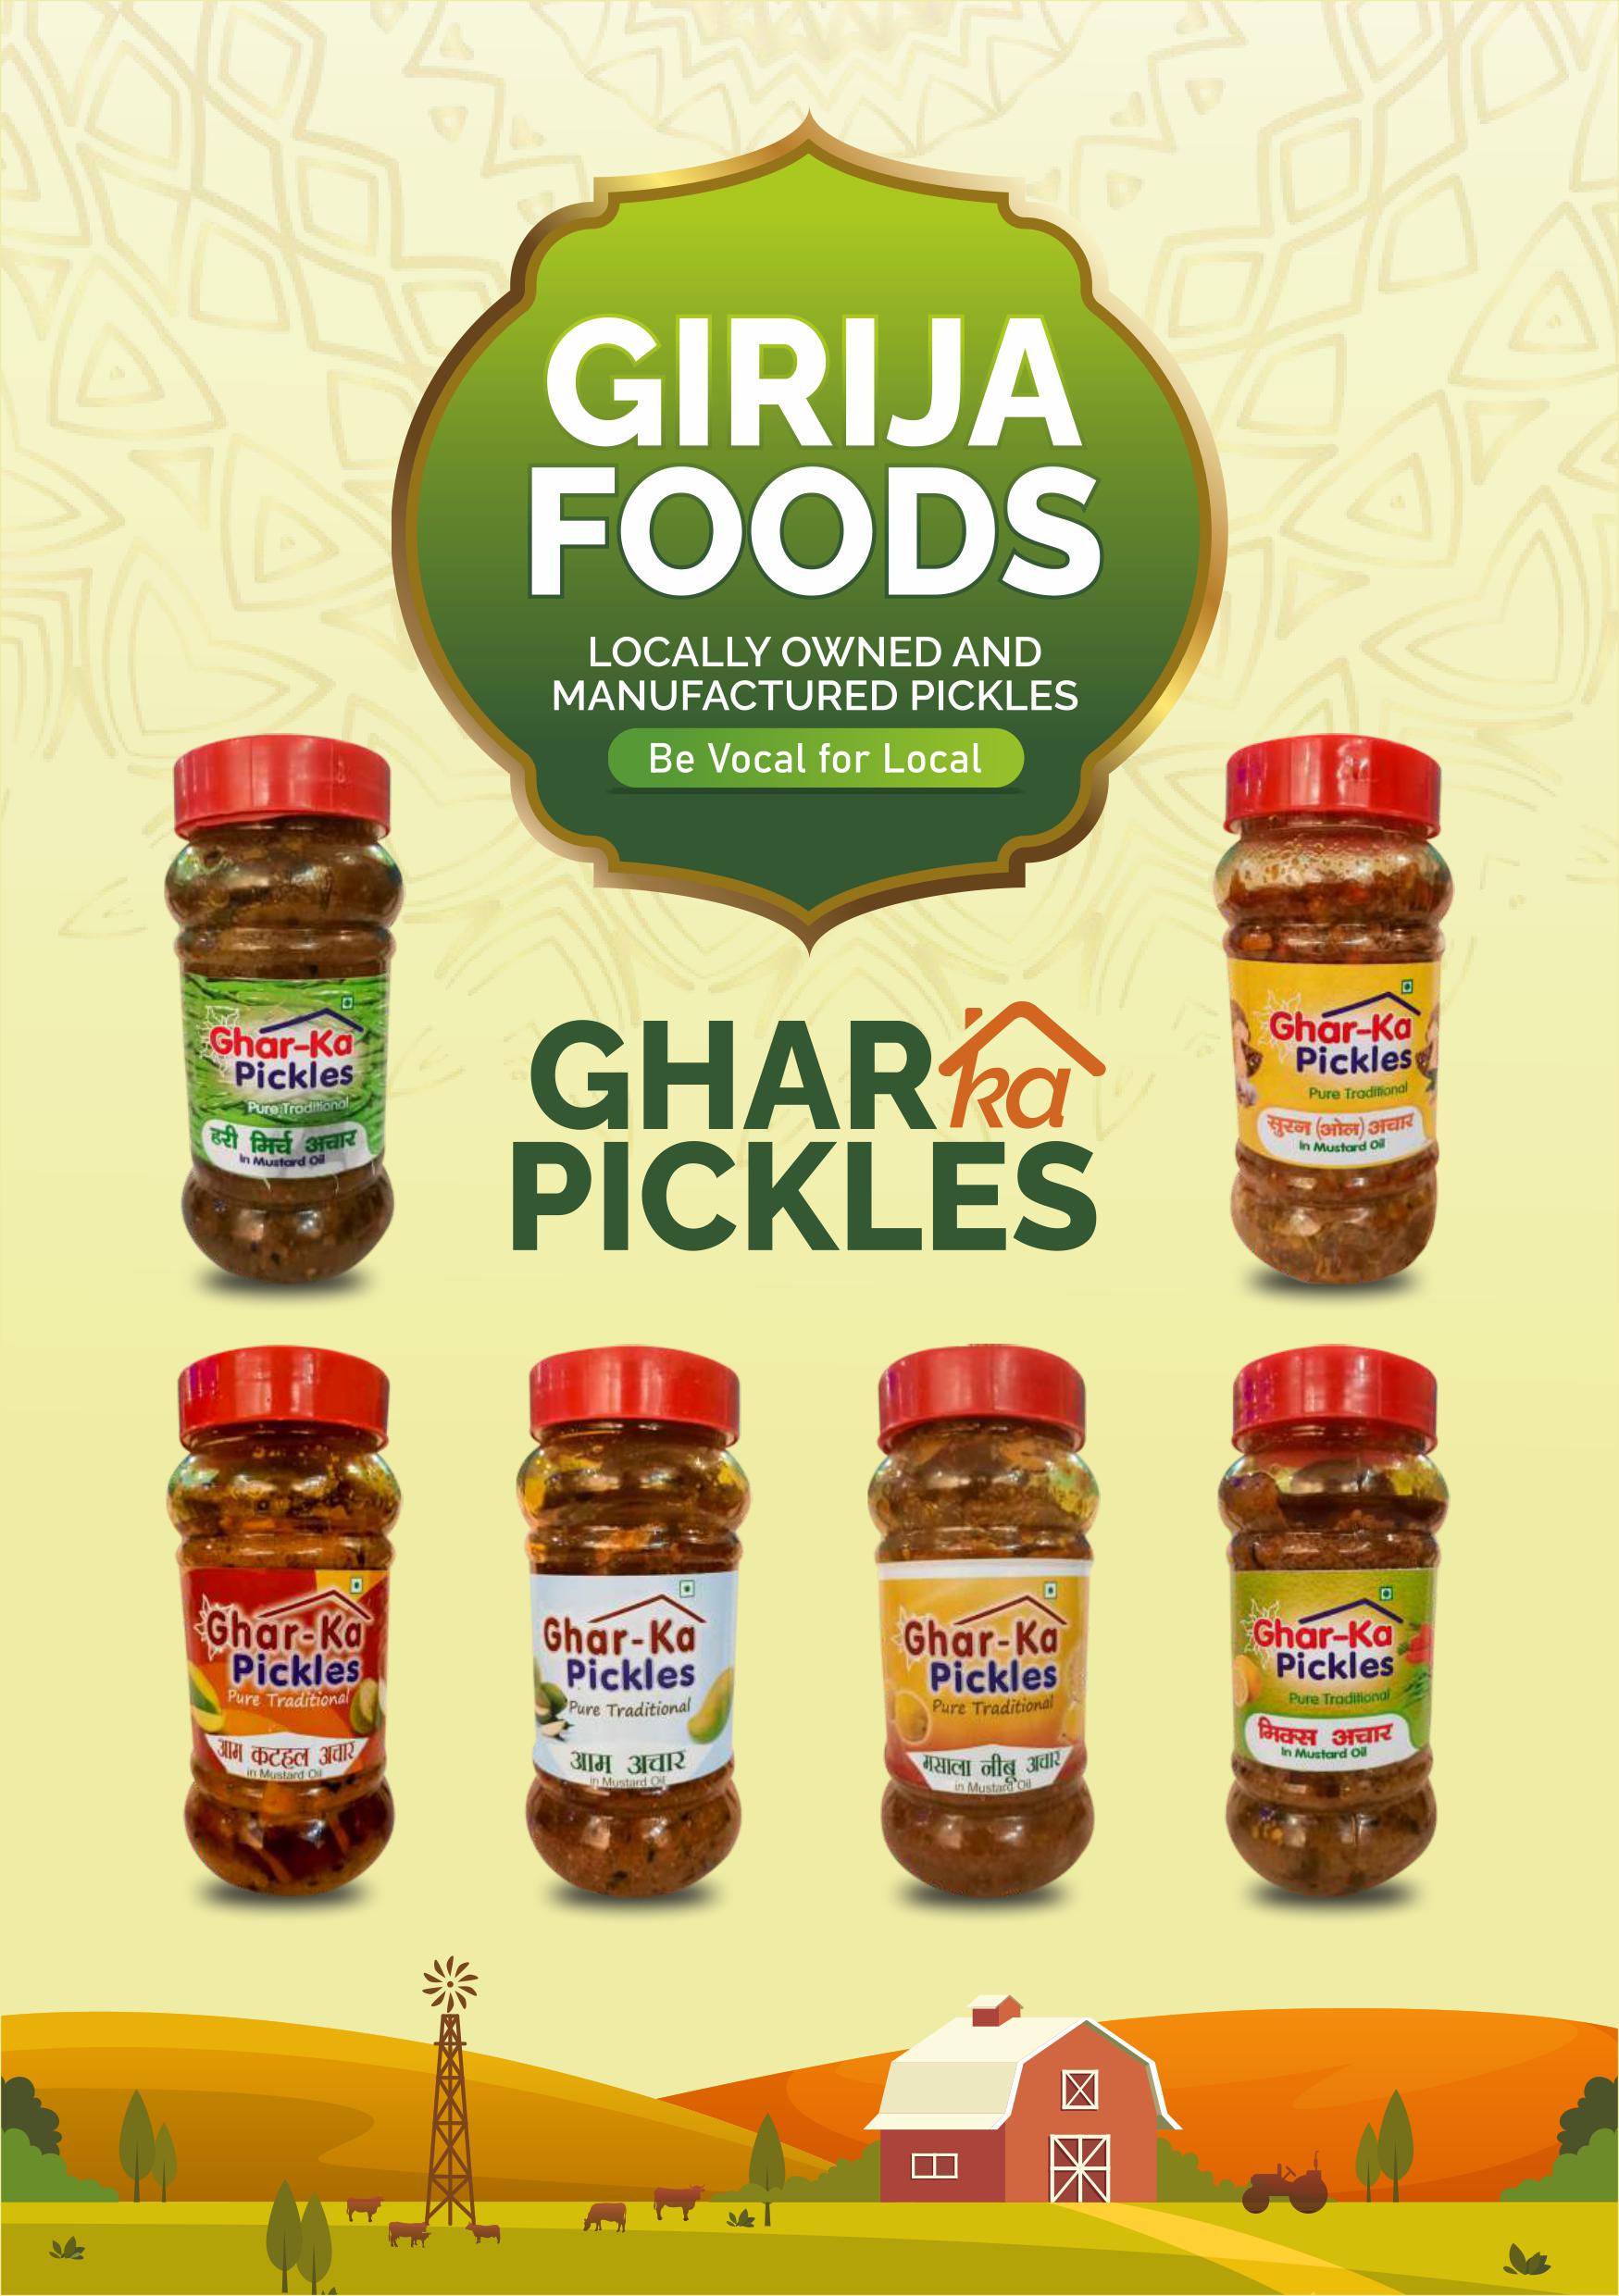 GIRIJA
FOODS
LOCALLY OWNED AND
MANUFACTURED PICKLES
Be Vocal for Local
GHAR ka
PICKLES
Ghar-Ka
Pickles
Pure Traditional
हरी मिर्च अचार
In Mustard Oil
Ghar-Ka
Pickles
Pure Traditional
सुरन (ओल) अचार
In Mustard Oil
Ghar-Ka
Pickles
Pure Traditional
आम कटहल अचार
in Mustard Oil
Ghar-Ka
Pickles
Pure Traditional
आम अचार
in Mustard Oil
Ghar-Ka
Pickles
Pure Traditional
मसाला नीबू अचार
in Mustard Oil
Ghar-Ka
Pickles
Pure Traditional
मिक्स अचार
In Mustard Oil